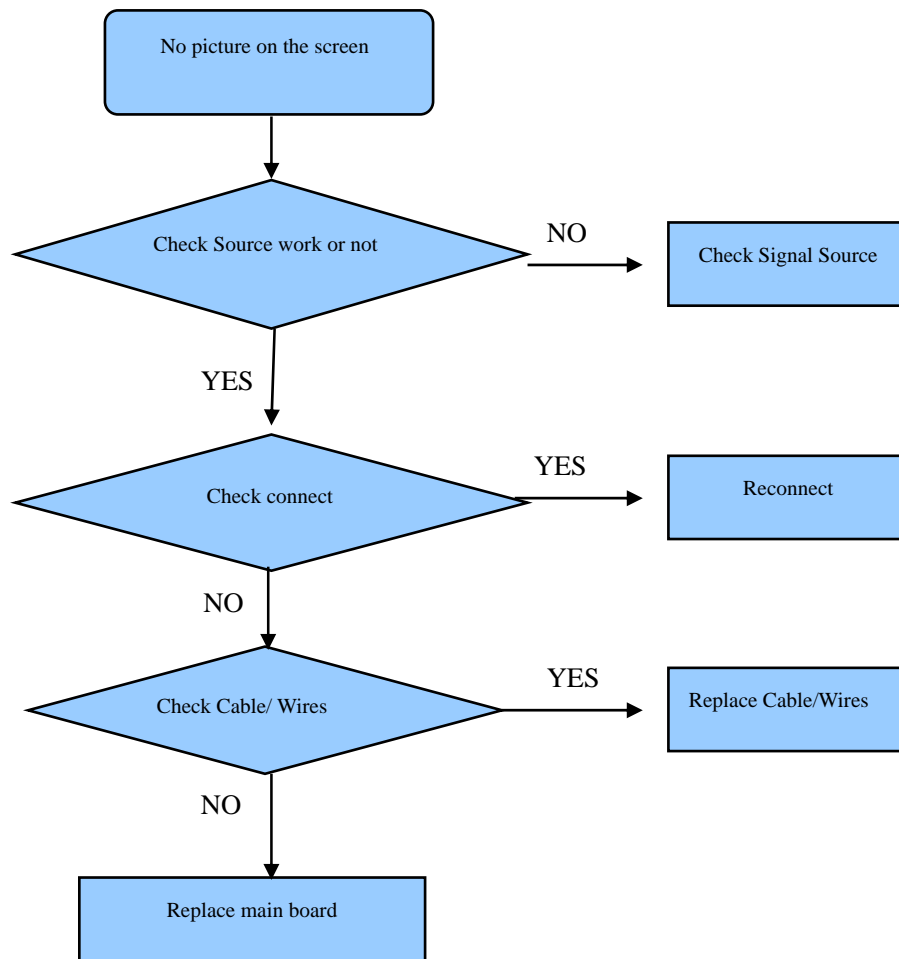 No picture on the screen
Check Source work or not
NO
Check Signal Source
YES
Check connect
YES
Reconnect
NO
Check Cable/ Wires
YES
Replace Cable/Wires
NO
Replace main board